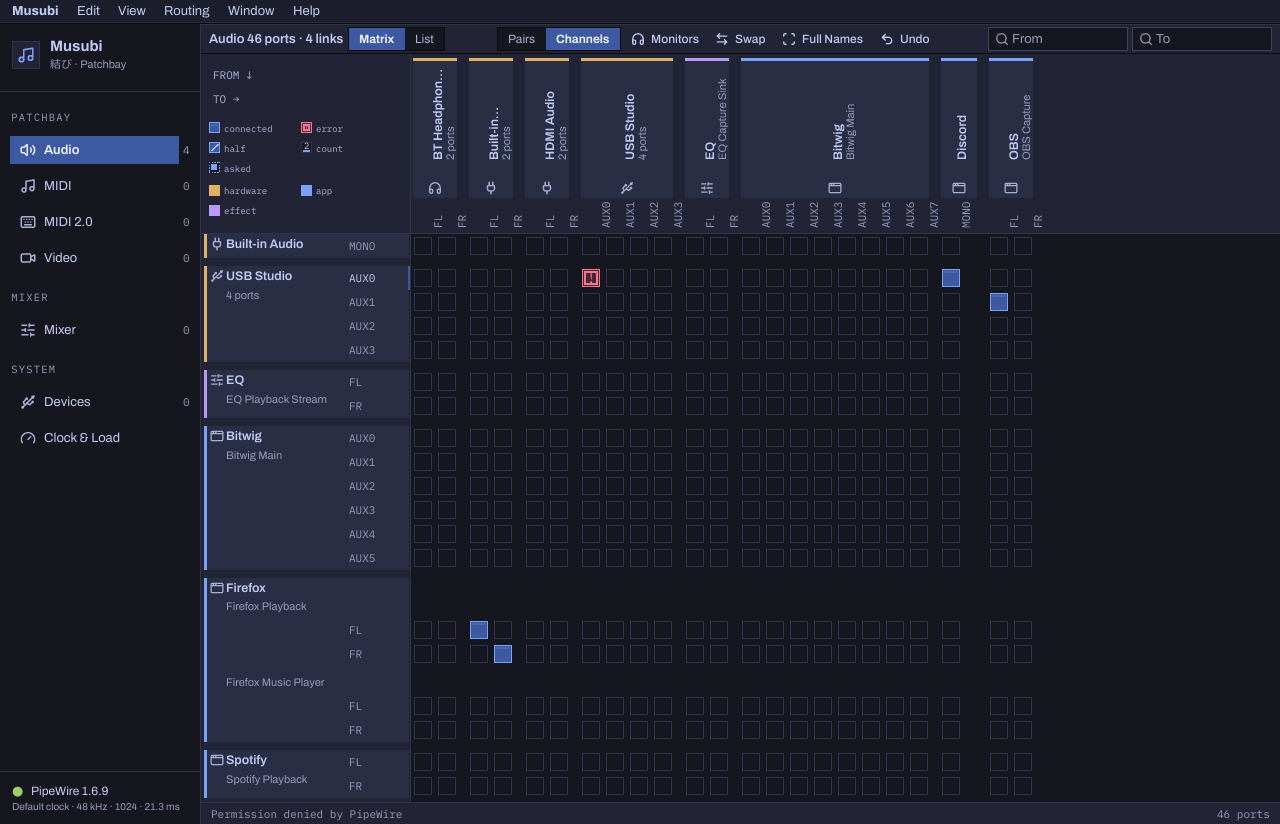 Musubi Edit View Routing Window Help
Musubi
結び · Patchbay
PATCHBAY
Audio 4
MIDI 0
MIDI 2.0 0
Video 0
MIXER
Mixer 0
SYSTEM
Devices 0
Clock & Load
PipeWire 1.6.9
Default clock · 48 kHz · 1024 · 21.3 ms
Audio 46 ports · 4 links Matrix List Pairs Channels Monitors Swap Full Names Undo From To
FROM ↓
TO →
connected error
half 2 count
asked
hardware app
effect
BT Headphon…
2 ports
Built-in…
2 ports
HDMI Audio
2 ports
USB Studio
4 ports
EQ
EQ Capture Sink
Bitwig
Bitwig Main
Discord
OBS
OBS Capture
FL FR FL FR FL FR AUX0 AUX1 AUX2 AUX3 FL FR AUX0 AUX1 AUX2 AUX3 AUX4 AUX5 AUX6 AUX7 MONO FL FR
Built-in Audio MONO
USB Studio AUX0
4 ports
AUX1
AUX2
AUX3
EQ FL
EQ Playback Stream
FR
Bitwig AUX0
Bitwig Main
AUX1
AUX2
AUX3
AUX4
AUX5
Firefox
Firefox Playback
FL
FR
Firefox Music Player
FL
FR
Spotify FL
Spotify Playback
FR
Permission denied by PipeWire 46 ports